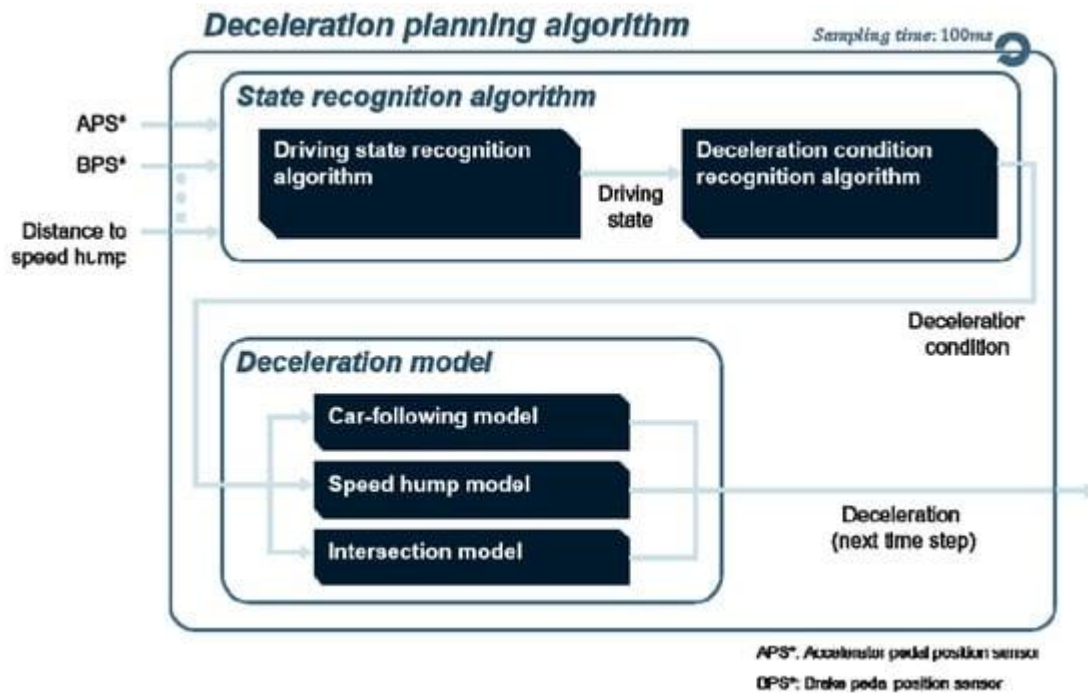 Deceleration planning algorithm
Sampling time: 100ms
State recognition algorithm
APS*
BPS*
Distance to
speed hump
Driving state recognition
algorithm
Driving
state
Deceleration condition
recognition algorithm
Deceleration
condition
Deceleration model
Car-following model
Speed hump model
Intersection model
Deceleration
(next time step)
APS*: Accelerator pedal position sensor
BPS*: Brake pedal position sensor